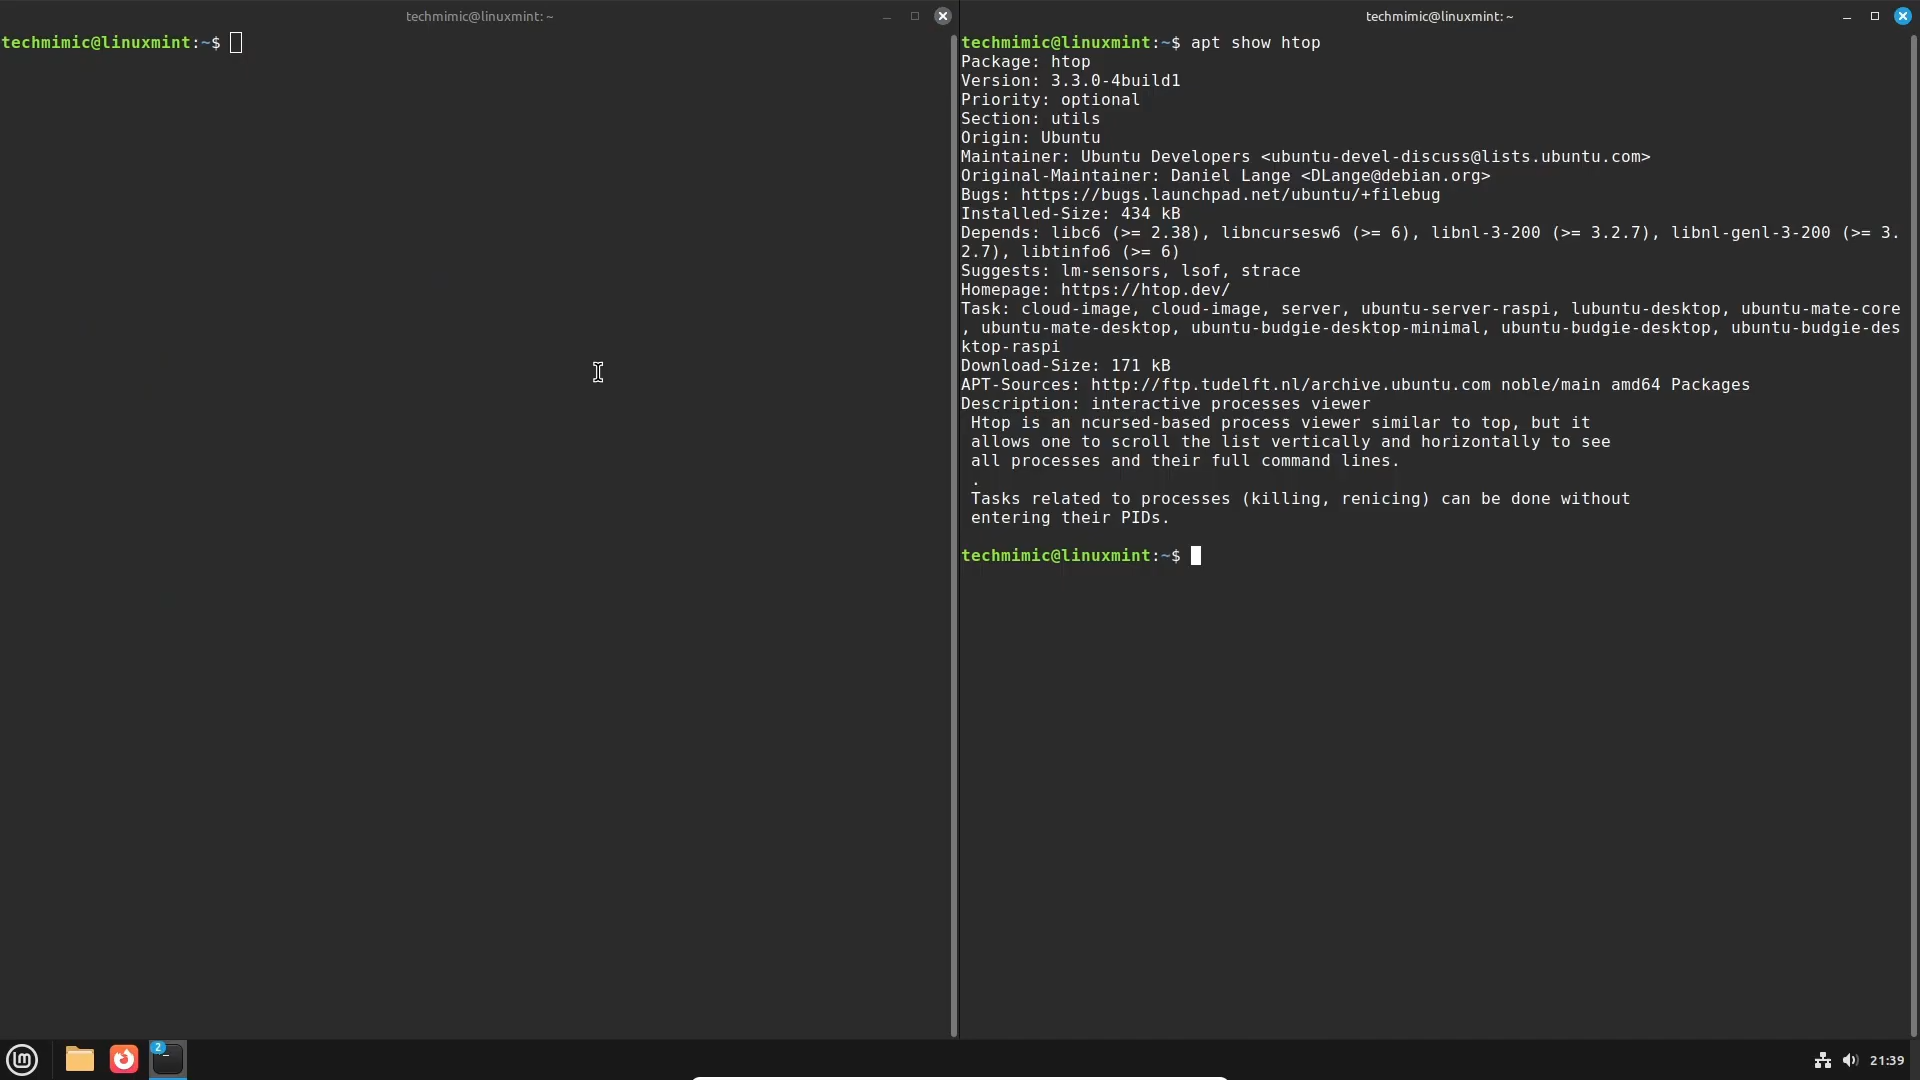 techmimic@linuxmint: ~
techmimic@linuxmint:~$
techmimic@linuxmint: ~
techmimic@linuxmint:~$ apt show htop
Package: htop
Version: 3.3.0-4build1
Priority: optional
Section: utils
Origin: Ubuntu
Maintainer: Ubuntu Developers <ubuntu-devel-discuss@lists.ubuntu.com>
Original-Maintainer: Daniel Lange <DLange@debian.org>
Bugs: https://bugs.launchpad.net/ubuntu/+filebug
Installed-Size: 434 kB
Depends: libc6 (>= 2.38), libncursesw6 (>= 6), libnl-3-200 (>= 3.2.7), libnl-genl-3-200 (>= 3.
2.7), libtinfo6 (>= 6)
Suggests: lm-sensors, lsof, strace
Homepage: https://htop.dev/
Task: cloud-image, cloud-image, server, ubuntu-server-raspi, lubuntu-desktop, ubuntu-mate-core
, ubuntu-mate-desktop, ubuntu-budgie-desktop-minimal, ubuntu-budgie-desktop, ubuntu-budgie-des
ktop-raspi
Download-Size: 171 kB
APT-Sources: http://ftp.tudelft.nl/archive.ubuntu.com noble/main amd64 Packages
Description: interactive processes viewer
 Htop is an ncursed-based process viewer similar to top, but it
 allows one to scroll the list vertically and horizontally to see
 all processes and their full command lines.
 .
 Tasks related to processes (killing, renicing) can be done without
 entering their PIDs.
techmimic@linuxmint:~$
2
21:39